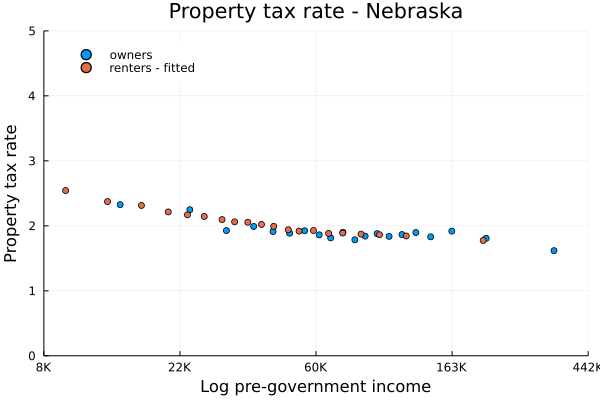 Property tax rate - Nebraska
owners
renters - fitted
Property tax rate
5
4
3
2
1
0
8K 22K 60K 163K 442K
Log pre-government income